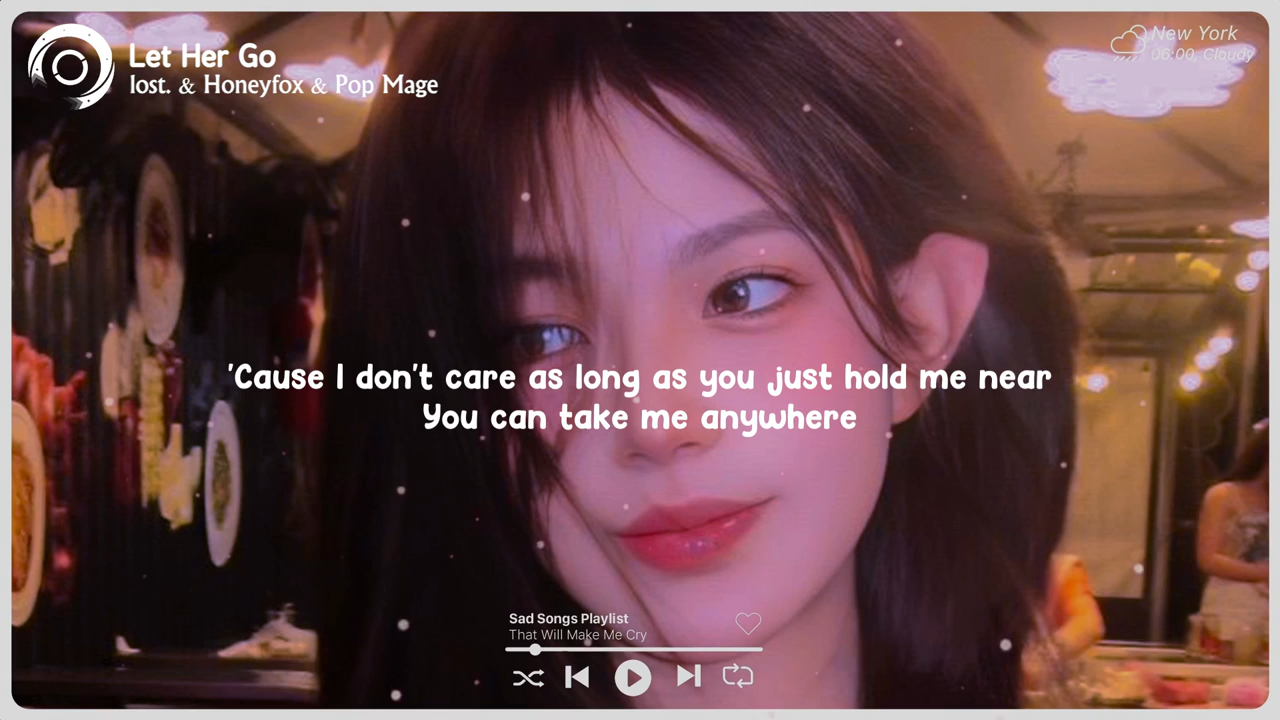 Let Her Go
lost. & Honeyfox & Pop Mage
New York
06:00, Cloudy
'Cause I don't care as long as you just hold me near
You can take me anywhere
Sad Songs Playlist
That Will Make Me Cry